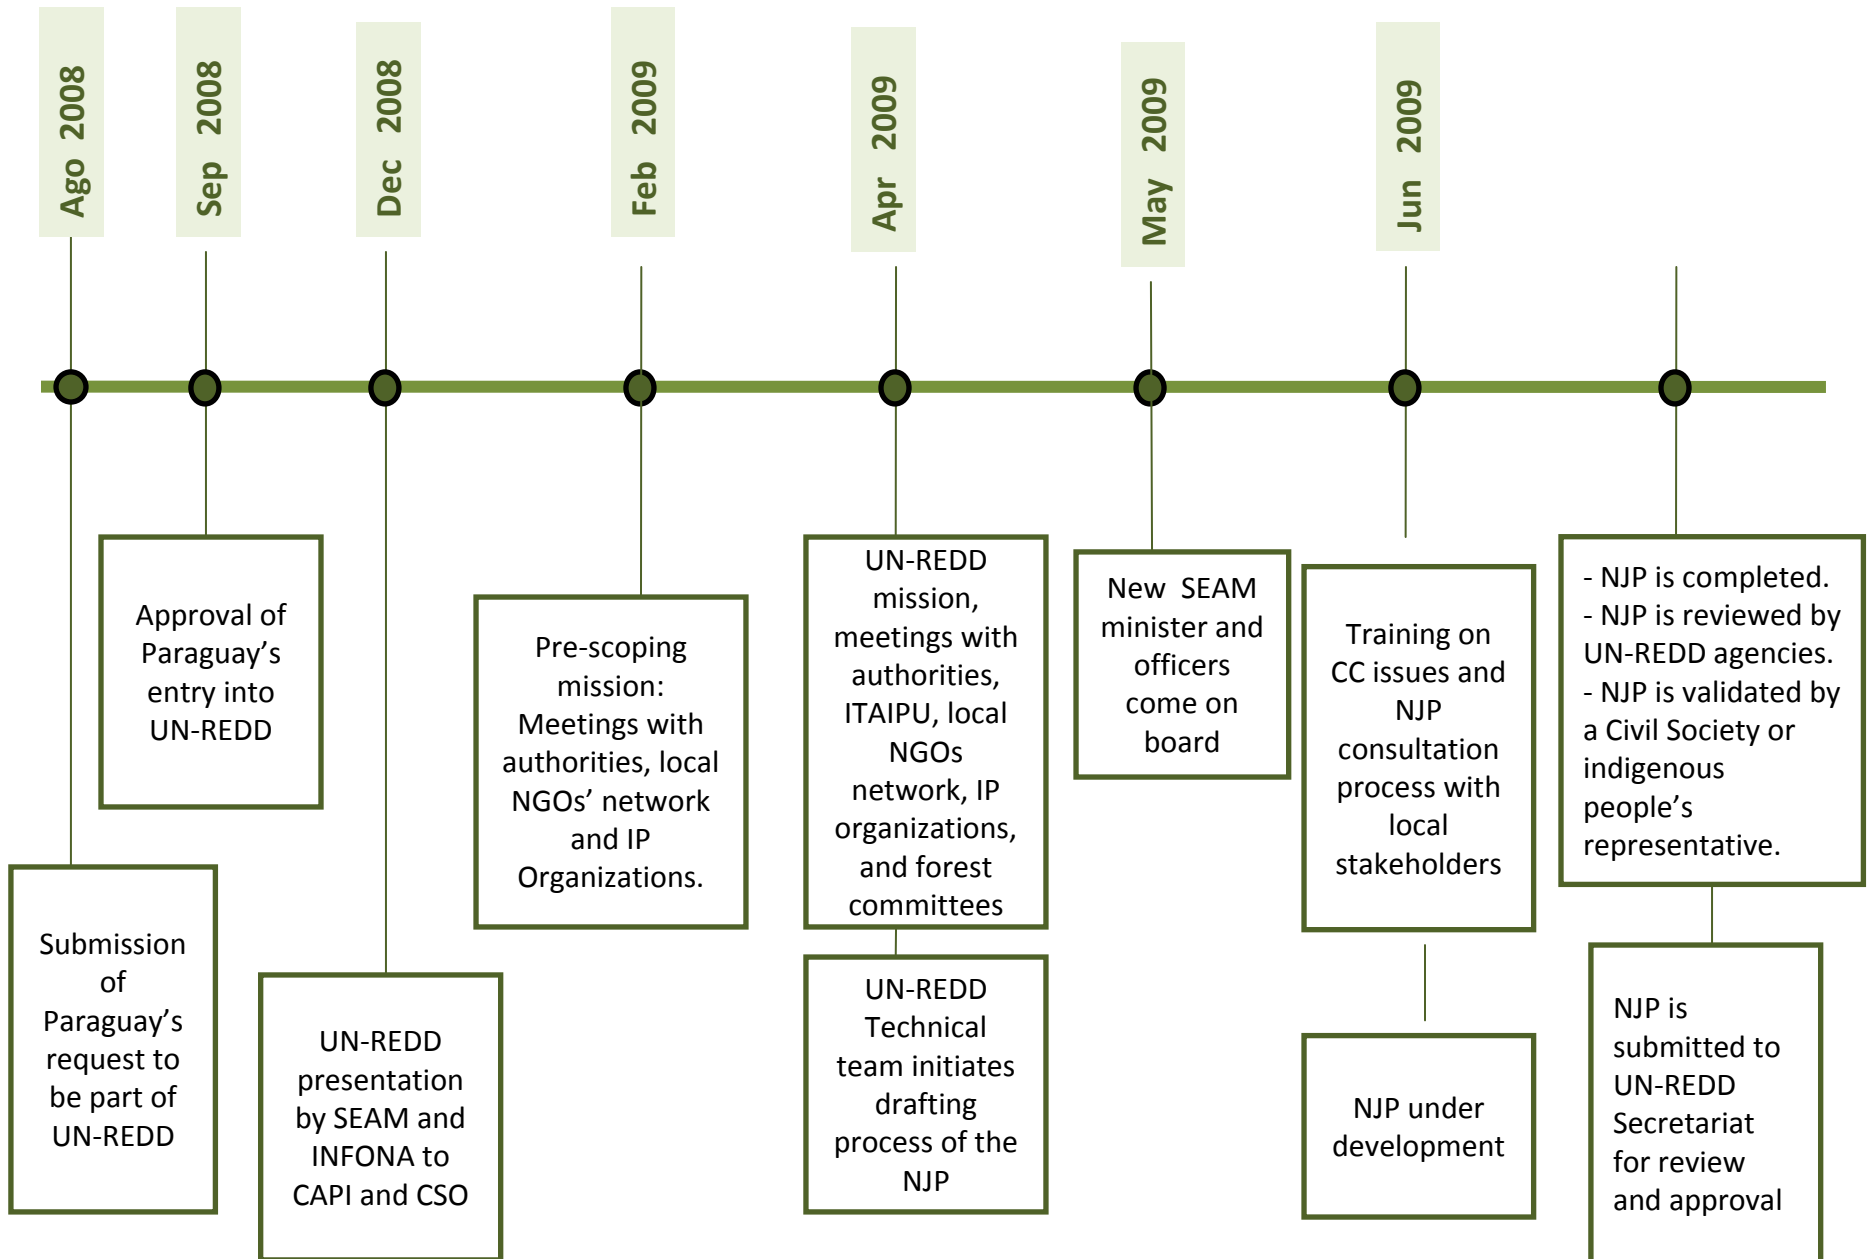 Ago 2008
Sep 2008
Dec 2008
Feb 2009
Apr 2009
May 2009
Jun 2009
Submission
of
Paraguay’s
request to
be part of
UN-REDD
Approval of
Paraguay’s
entry into
UN-REDD
UN-REDD
presentation
by SEAM and
INFONA to
CAPI and CSO
Pre-scoping
mission:
Meetings with
authorities, local
NGOs’ network
and IP
Organizations.
UN-REDD
mission,
meetings with
authorities,
ITAIPU, local
NGOs
network, IP
organizations,
and forest
committees
UN-REDD
Technical
team initiates
drafting
process of the
NJP
New SEAM
minister and
officers
come on
board
Training on
CC issues and
NJP
consultation
process with
local
stakeholders
NJP under
development
- NJP is completed.
- NJP is reviewed by
UN-REDD agencies.
- NJP is validated by
a Civil Society or
indigenous
people’s
representative.
NJP is
submitted to
UN-REDD
Secretariat
for review
and approval